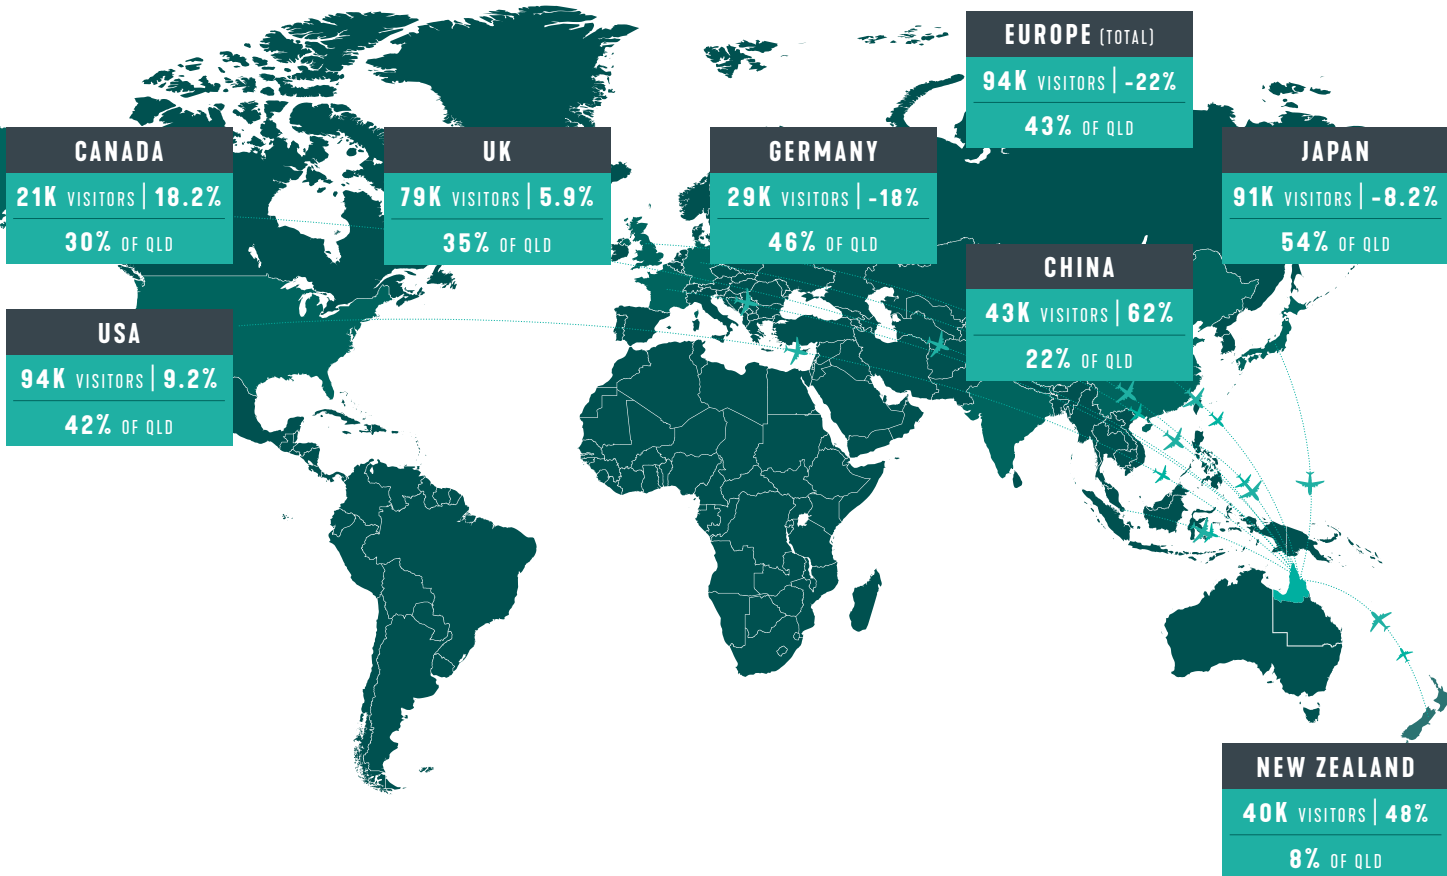 EUROPE (TOTAL)
94K VISITORS | -22%
43% OF QLD
CANADA
21K VISITORS | 18.2%
30% OF QLD
UK
79K VISITORS | 5.9%
35% OF QLD
GERMANY
29K VISITORS | -18%
46% OF QLD
JAPAN
91K VISITORS | -8.2%
54% OF QLD
CHINA
43K VISITORS | 62%
22% OF QLD
USA
94K VISITORS | 9.2%
42% OF QLD
NEW ZEALAND
40K VISITORS | 48%
8% OF QLD